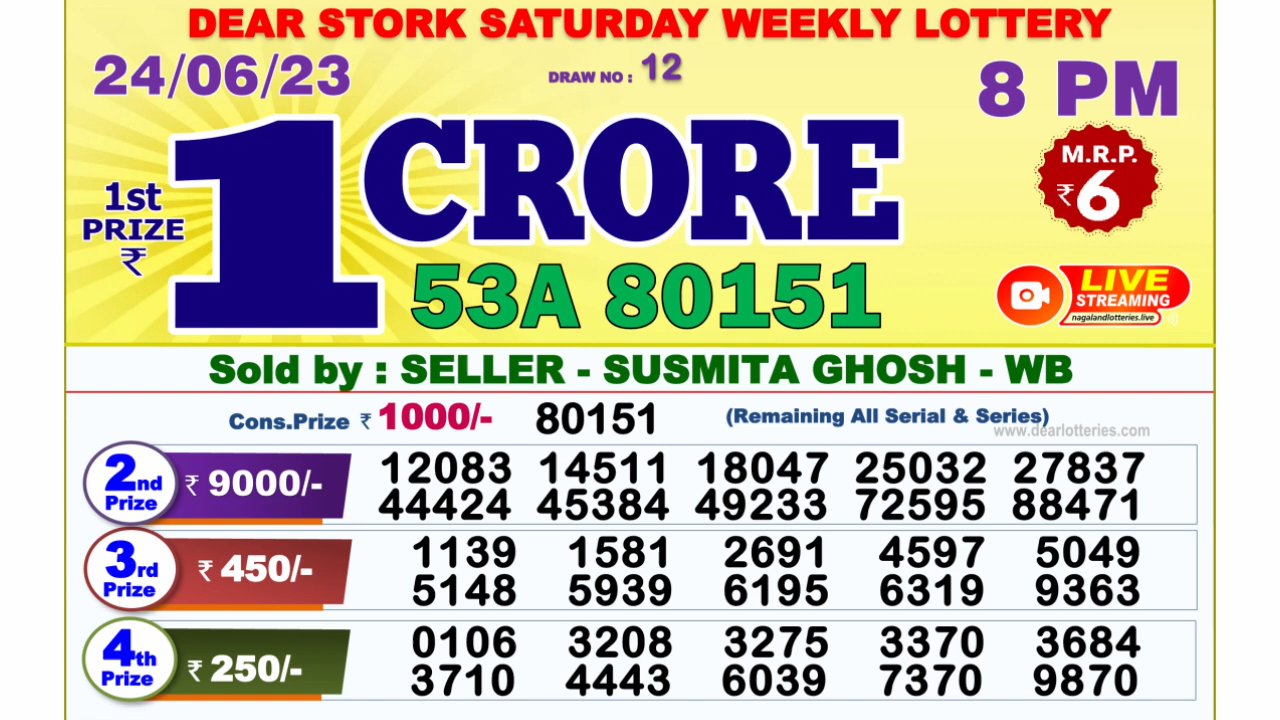 DEAR STORK SATURDAY WEEKLY LOTTERY
24/06/23
DRAW NO : 12
8 PM
1st PRIZE ₹ 1 CRORE
M.R.P. ₹ 6
53A 80151
LIVE STREAMING
nagalandlotteries.live
Sold by : SELLER - SUSMITA GHOSH - WB
Cons.Prize ₹ 1000/- 80151 (Remaining All Serial & Series)
www.dearlotteries.com
2nd Prize ₹ 9000/-
12083 14511 18047 25032 27837
44424 45384 49233 72595 88471
3rd Prize ₹ 450/-
1139 1581 2691 4597 5049
5148 5939 6195 6319 9363
4th Prize ₹ 250/-
0106 3208 3275 3370 3684
3710 4443 6039 7370 9870